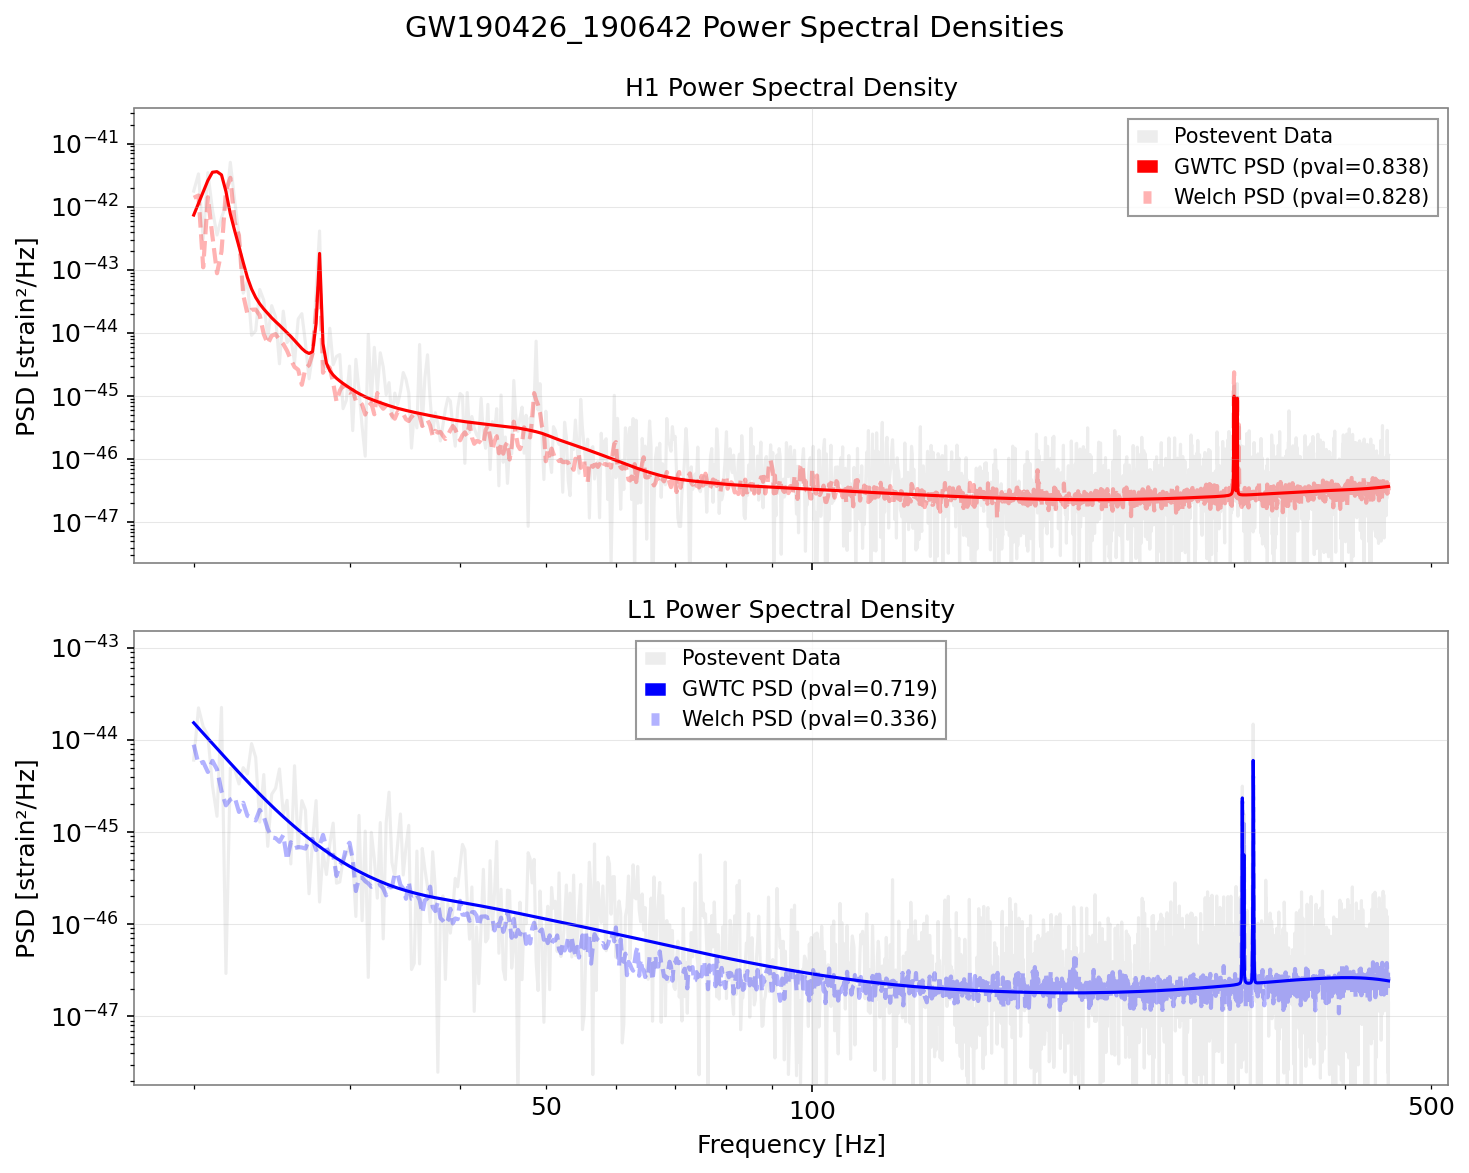 GW190426_190642 Power Spectral Densities
H1 Power Spectral Density
PSD [strain²/Hz]
10⁻⁴¹
10⁻⁴²
10⁻⁴³
10⁻⁴⁴
10⁻⁴⁵
10⁻⁴⁶
10⁻⁴⁷
Postevent Data
GWTC PSD (pval=0.838)
Welch PSD (pval=0.828)
L1 Power Spectral Density
PSD [strain²/Hz]
10⁻⁴³
10⁻⁴⁴
10⁻⁴⁵
10⁻⁴⁶
10⁻⁴⁷
Postevent Data
GWTC PSD (pval=0.719)
Welch PSD (pval=0.336)
50 100 500
Frequency [Hz]